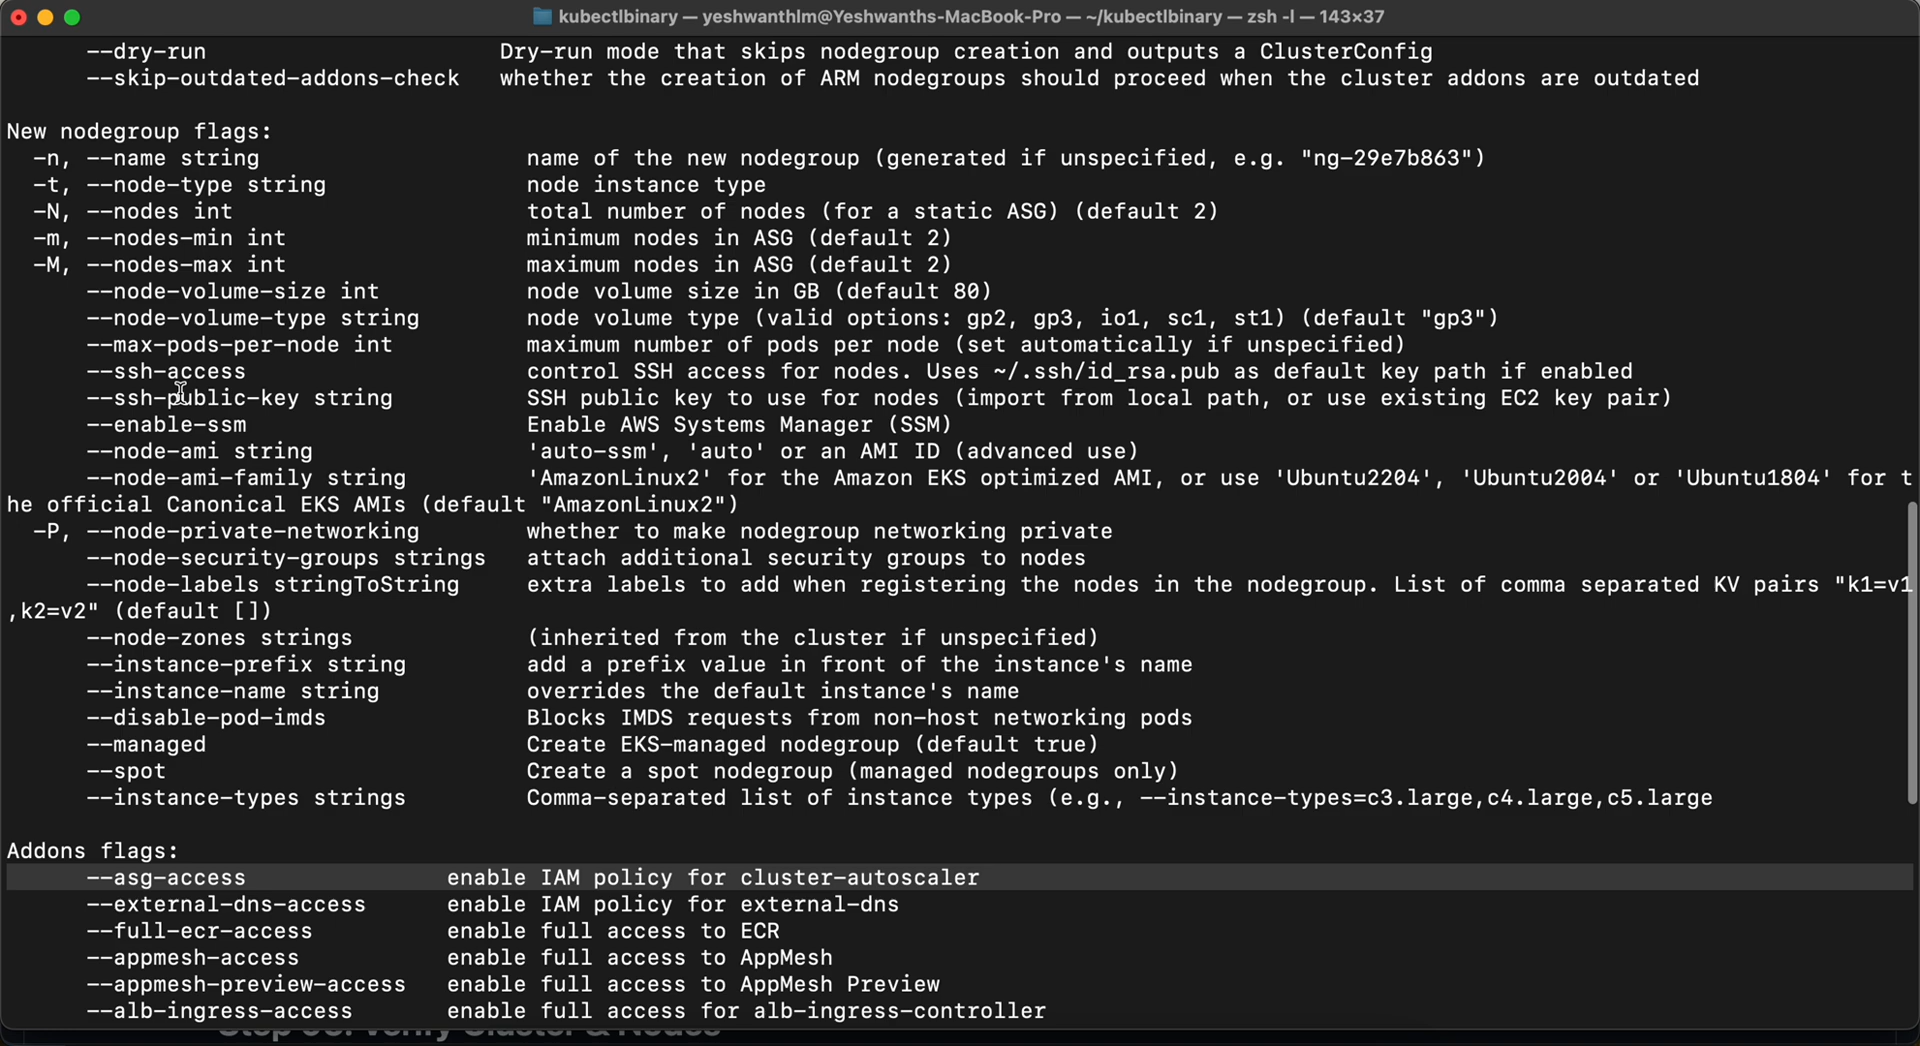 kubectlbinary — yeshwanthlm@Yeshwanths-MacBook-Pro — ~/kubectlbinary — zsh -l — 143×37
--dry-run Dry-run mode that skips nodegroup creation and outputs a ClusterConfig
--skip-outdated-addons-check whether the creation of ARM nodegroups should proceed when the cluster addons are outdated
New nodegroup flags:
-n, --name string name of the new nodegroup (generated if unspecified, e.g. "ng-29e7b863")
-t, --node-type string node instance type
-N, --nodes int total number of nodes (for a static ASG) (default 2)
-m, --nodes-min int minimum nodes in ASG (default 2)
-M, --nodes-max int maximum nodes in ASG (default 2)
--node-volume-size int node volume size in GB (default 80)
--node-volume-type string node volume type (valid options: gp2, gp3, io1, sc1, st1) (default "gp3")
--max-pods-per-node int maximum number of pods per node (set automatically if unspecified)
--ssh-access control SSH access for nodes. Uses ~/.ssh/id_rsa.pub as default key path if enabled
--ssh-public-key string SSH public key to use for nodes (import from local path, or use existing EC2 key pair)
--enable-ssm Enable AWS Systems Manager (SSM)
--node-ami string 'auto-ssm', 'auto' or an AMI ID (advanced use)
--node-ami-family string 'AmazonLinux2' for the Amazon EKS optimized AMI, or use 'Ubuntu2204', 'Ubuntu2004' or 'Ubuntu1804' for t
he official Canonical EKS AMIs (default "AmazonLinux2")
-P, --node-private-networking whether to make nodegroup networking private
--node-security-groups strings attach additional security groups to nodes
--node-labels stringToString extra labels to add when registering the nodes in the nodegroup. List of comma separated KV pairs "k1=v1
,k2=v2" (default [])
--node-zones strings (inherited from the cluster if unspecified)
--instance-prefix string add a prefix value in front of the instance's name
--instance-name string overrides the default instance's name
--disable-pod-imds Blocks IMDS requests from non-host networking pods
--managed Create EKS-managed nodegroup (default true)
--spot Create a spot nodegroup (managed nodegroups only)
--instance-types strings Comma-separated list of instance types (e.g., --instance-types=c3.large,c4.large,c5.large
Addons flags:
--asg-access enable IAM policy for cluster-autoscaler
--external-dns-access enable IAM policy for external-dns
--full-ecr-access enable full access to ECR
--appmesh-access enable full access to AppMesh
--appmesh-preview-access enable full access to AppMesh Preview
--alb-ingress-access enable full access for alb-ingress-controller